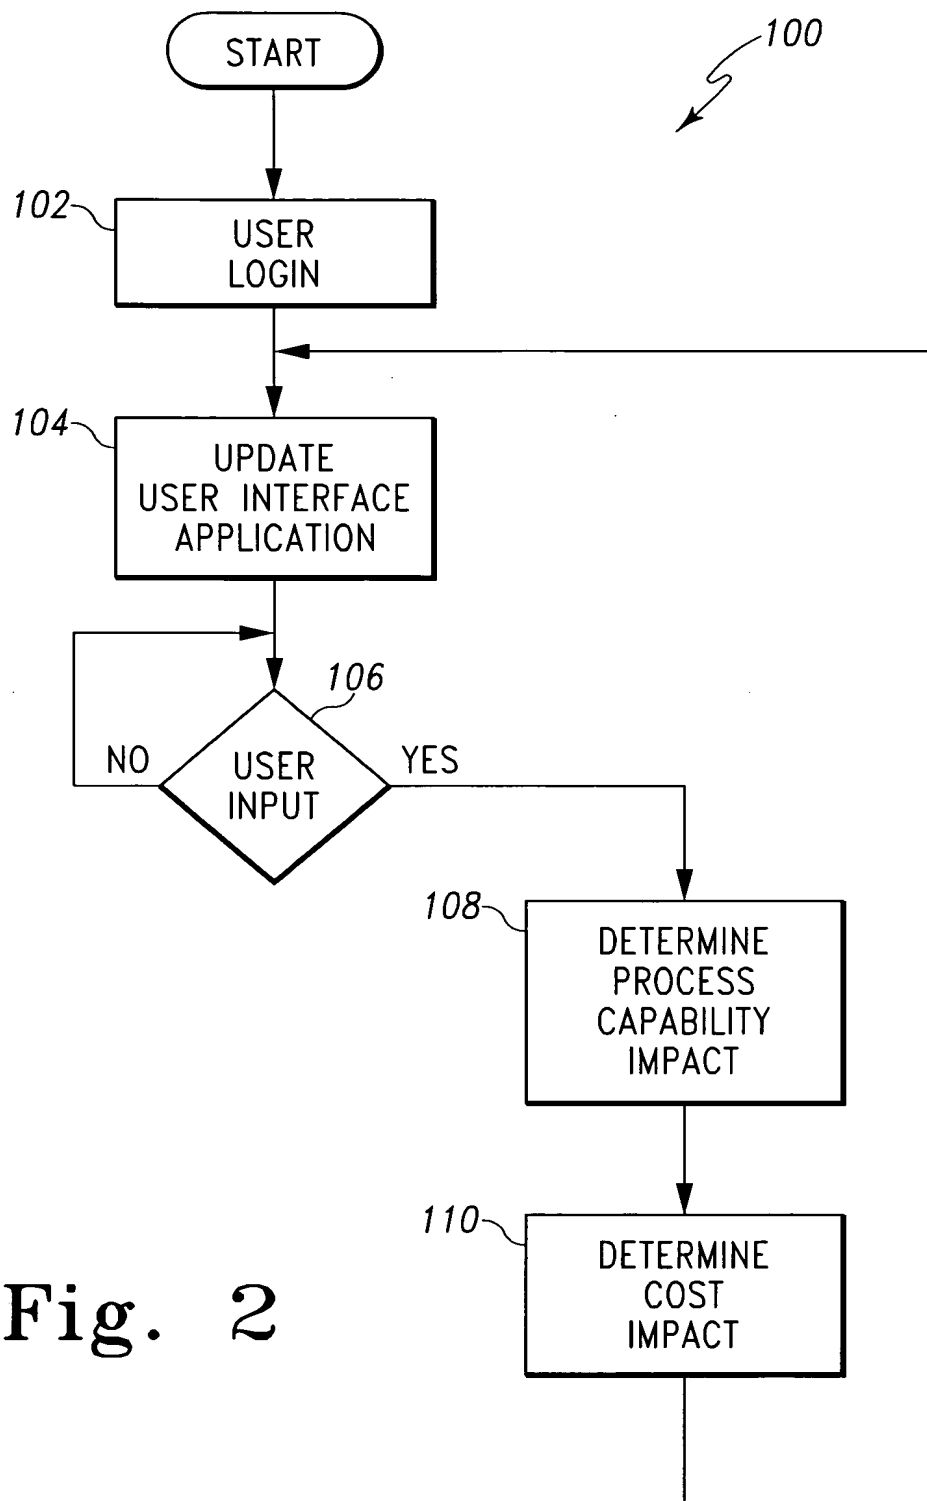 START
100
102
USER
LOGIN
104
UPDATE
USER INTERFACE
APPLICATION
106
NO
USER
INPUT
YES
108
DETERMINE
PROCESS
CAPABILITY
IMPACT
110
DETERMINE
COST
IMPACT
Fig. 2